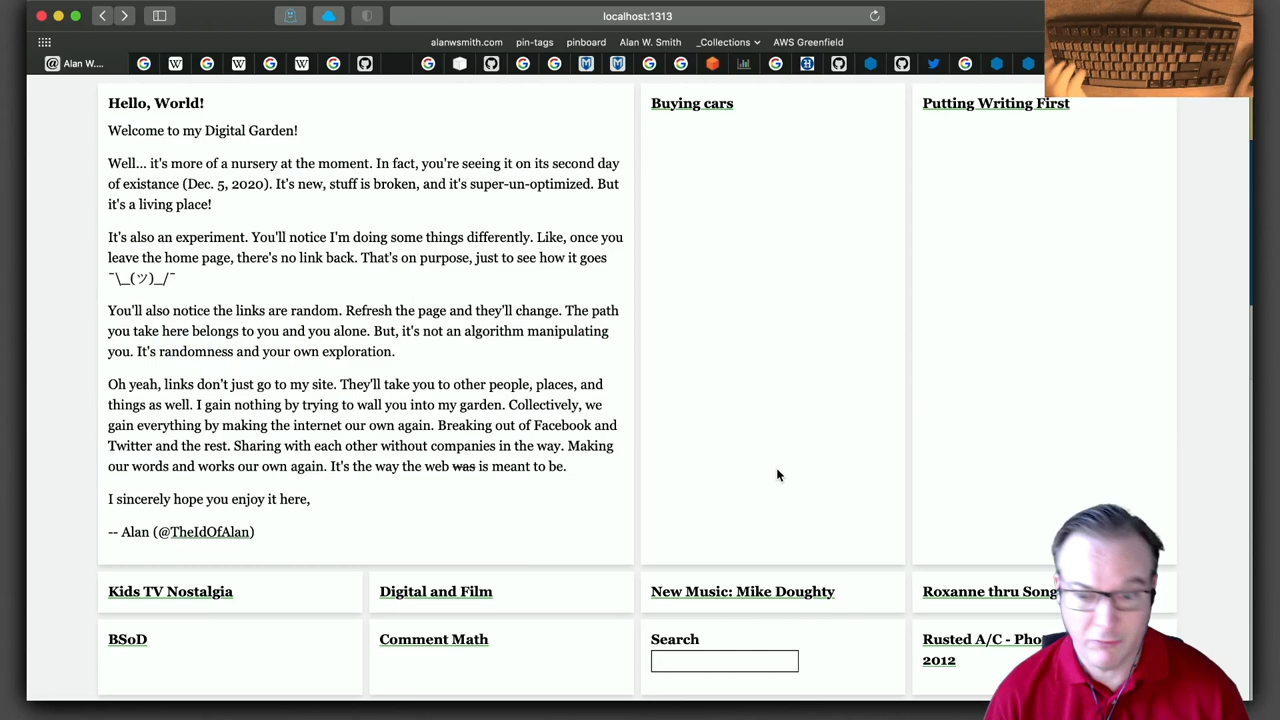 localhost:1313
alanwsmith.com pin-tags pinboard Alan W. Smith _Collections AWS Greenfield
Alan W....
Hello, World!
Welcome to my Digital Garden!
Well... it's more of a nursery at the moment. In fact, you're seeing it on its second day
of existance (Dec. 5, 2020). It's new, stuff is broken, and it's super-un-optimized. But
it's a living place!
It's also an experiment. You'll notice I'm doing some things differently. Like, once you
leave the home page, there's no link back. That's on purpose, just to see how it goes
¯\_(ツ)_/¯
You'll also notice the links are random. Refresh the page and they'll change. The path
you take here belongs to you and you alone. But, it's not an algorithm manipulating
you. It's randomness and your own exploration.
Oh yeah, links don't just go to my site. They'll take you to other people, places, and
things as well. I gain nothing by trying to wall you into my garden. Collectively, we
gain everything by making the internet our own again. Breaking out of Facebook and
Twitter and the rest. Sharing with each other without companies in the way. Making
our words and works our own again. It's the way the web was is meant to be.
I sincerely hope you enjoy it here,
-- Alan (@TheIdOfAlan)
Buying cars
Putting Writing First
Kids TV Nostalgia
Digital and Film
New Music: Mike Doughty
Roxanne thru Song
BSoD
Comment Math
Search
Rusted A/C - Pho
2012